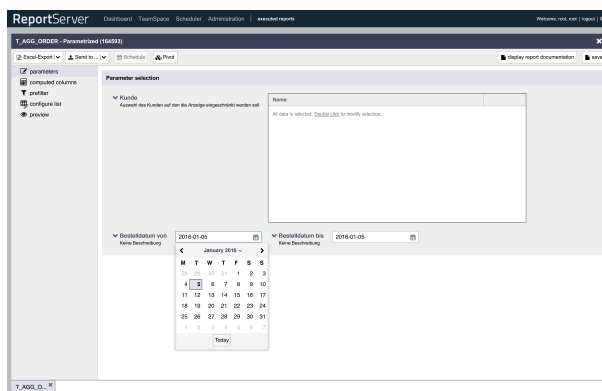 ReportServer Dashboard TeamSpace Scheduler Administration executed reports Welcome, root, root | logout |
T_AGG_ORDER - Parametrized (164593)
Excel-Export Send to ... Schedule Pivot display report documentation save
parameters
computed columns
prefilter
configure list
preview
Parameter selection
Kunde
Auswahl des Kunden auf den die Anzeige eingeschränkt werden soll
Name
All data is selected. Double click to modify selection.
Bestelldatum von 2016-01-05
Keine Beschreibung
Bestelldatum bis 2016-01-05
Keine Beschreibung
January 2016
M T W T F S S
28 29 30 31 1 2 3
4 5 6 7 8 9 10
11 12 13 14 15 16 17
18 19 20 21 22 23 24
25 26 27 28 29 30 31
1 2 3 4 5 6 7
Today
T_AGG_O... ×